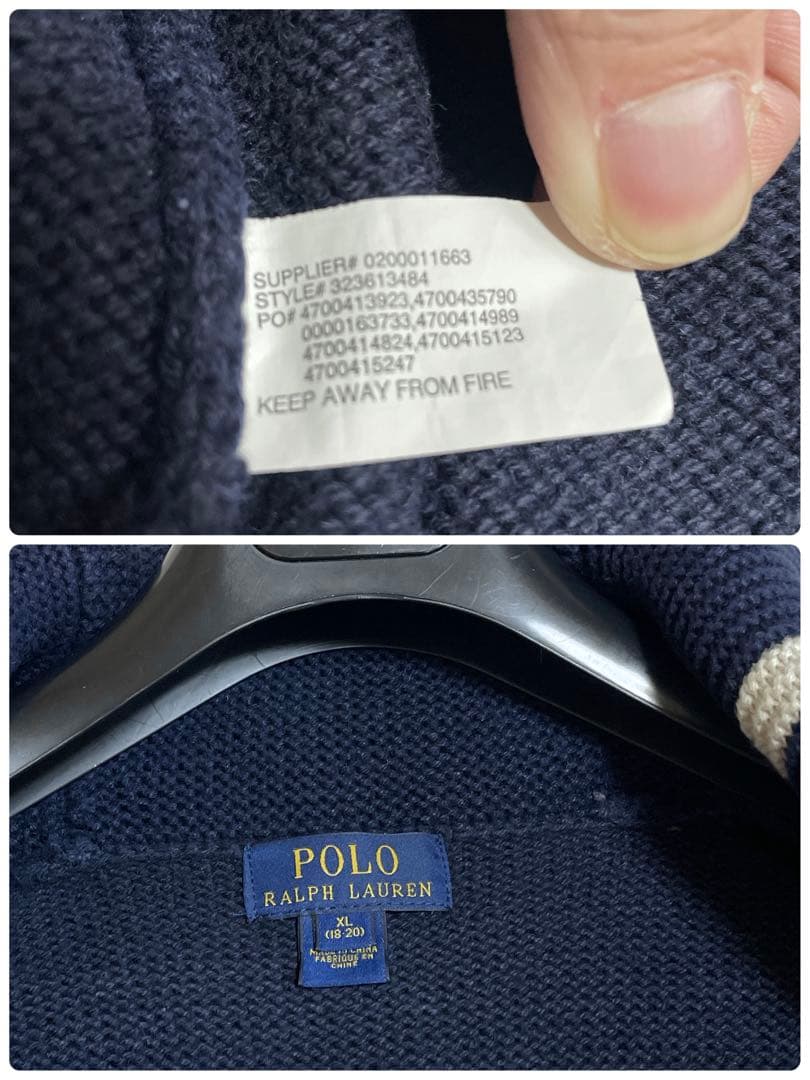 SUPPLIER# 0200011663
STYLE# 323613484
PO# 4700413923,4700435790
0000163733,4700414989
4700414824,4700415123
4700415247
KEEP AWAY FROM FIRE
POLO
RALPH LAUREN
XL
(18-20)
MADE IN CHINA
FABRIQUÉ EN
CHINE